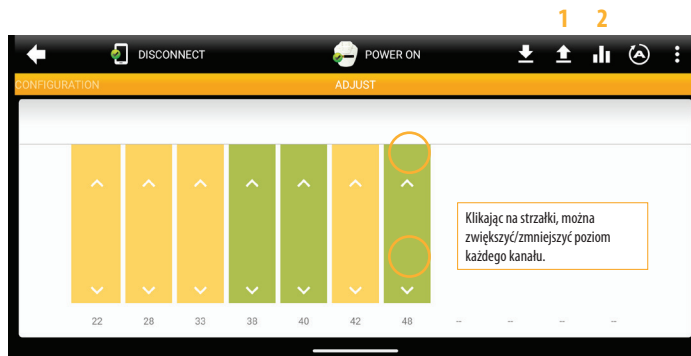 1 2
DISCONNECT POWER ON
CONFIGURATION ADJUST
Klikając na strzałki, można
zwiększyć/zmniejszyć poziom
każdego kanału.
22 28 33 38 40 42 48 -- -- -- --